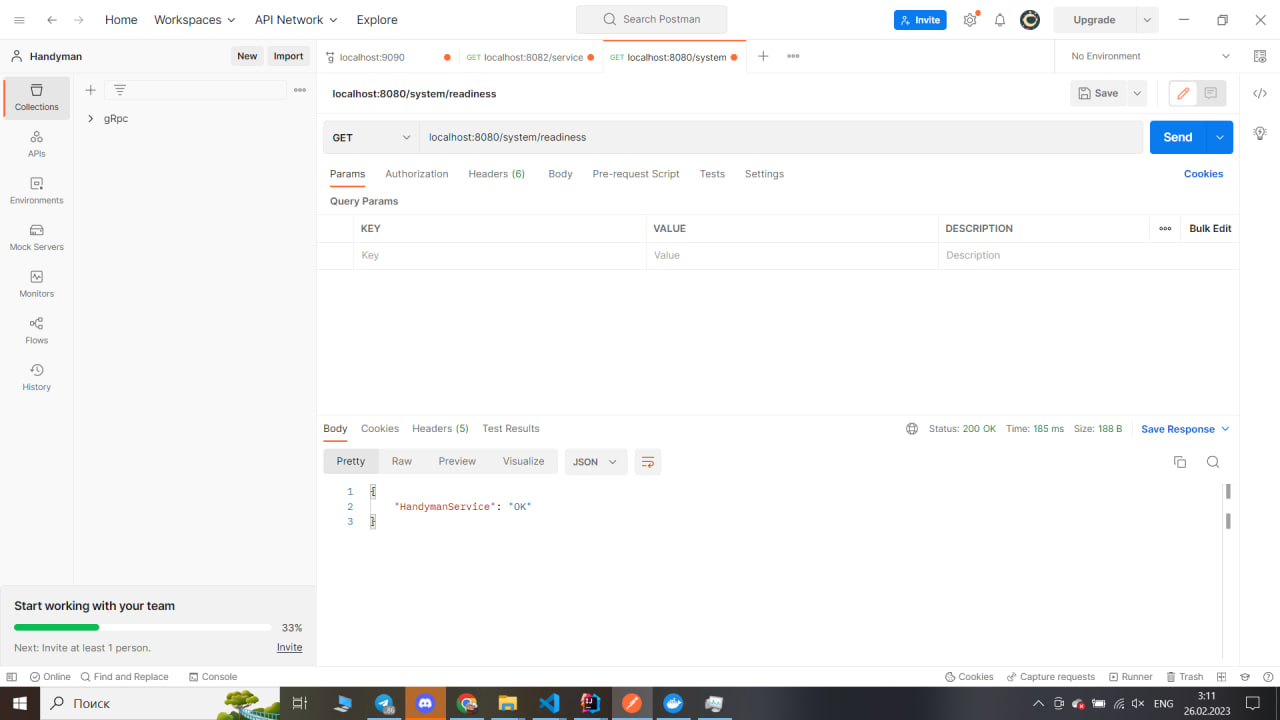 Home Workspaces API Network Explore Search Postman Invite Upgrade
Handyman New Import localhost:9090 GET localhost:8082/service GET localhost:8080/system No Environment
Collections
APIs
Environments
Mock Servers
Monitors
Flows
History
gRpc
localhost:8080/system/readiness Save
GET localhost:8080/system/readiness Send
Params Authorization Headers (6) Body Pre-request Script Tests Settings Cookies
Query Params
KEY VALUE DESCRIPTION Bulk Edit
Key Value Description
Body Cookies Headers (5) Test Results Status: 200 OK Time: 185 ms Size: 188 B Save Response
Pretty Raw Preview Visualize JSON
1 {
2 "HandymanService": "OK"
3 }
Start working with your team
33%
Next: Invite at least 1 person. Invite
Online Find and Replace Console Cookies Capture requests Runner Trash
Поиск ENG 3:11
26.02.2023